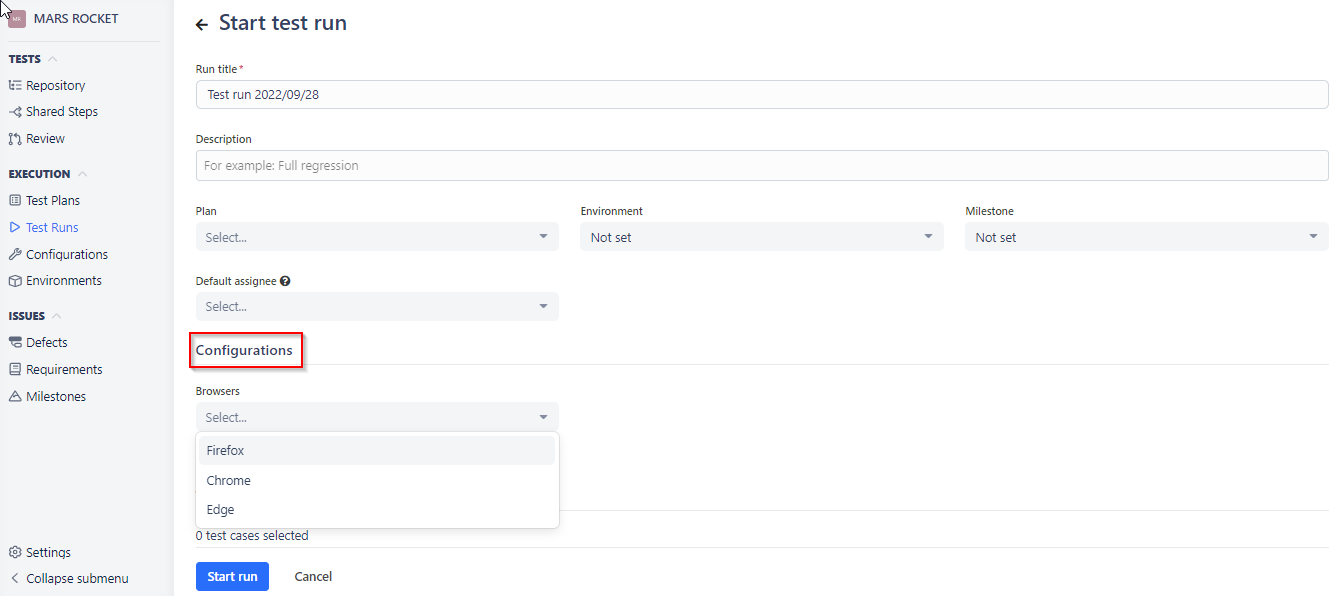 MR MARS ROCKET
TESTS
Repository
Shared Steps
Review
EXECUTION
Test Plans
Test Runs
Configurations
Environments
ISSUES
Defects
Requirements
Milestones
Settings
Collapse submenu
Start test run
Run title*
Test run 2022/09/28
Description
For example: Full regression
Plan Environment Milestone
Select... Not set Not set
Default assignee ?
Select...
Configurations
Browsers
Select...
Firefox
Chrome
Edge
0 test cases selected
Start run Cancel